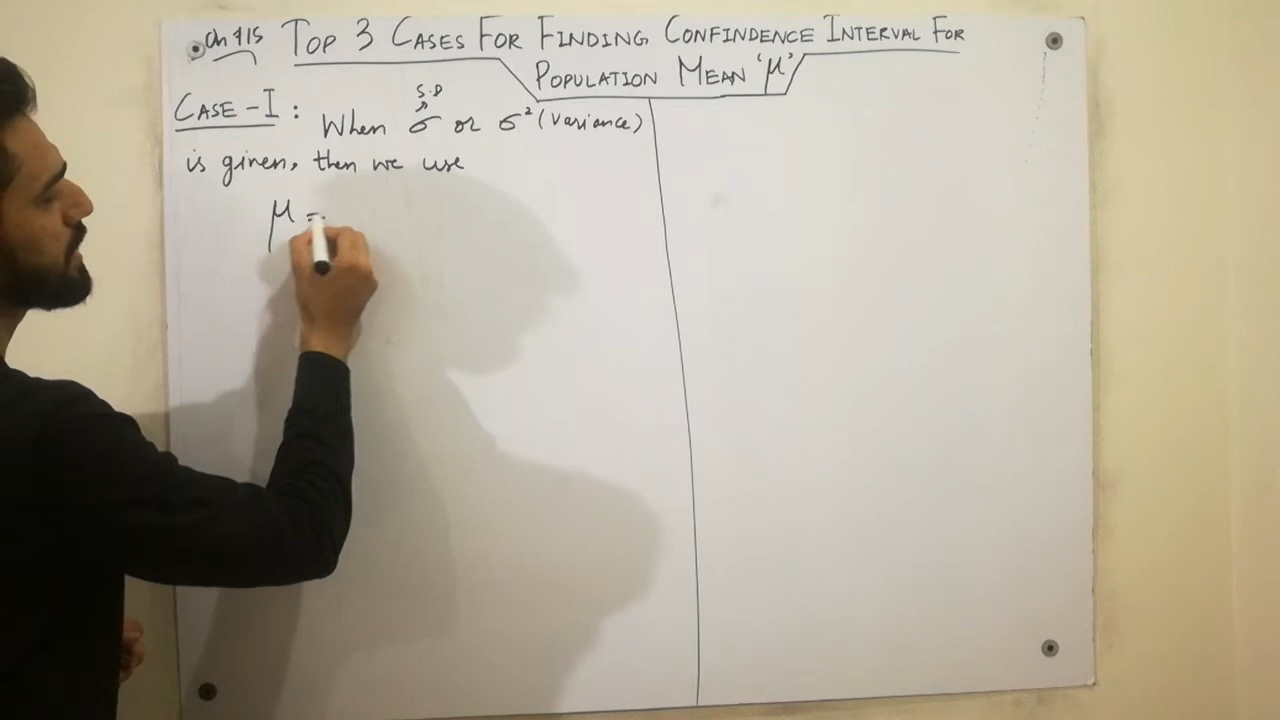 Ch #15 TOP 3 CASES FOR FINDING CONFINDENCE INTERVAL FOR
POPULATION MEAN 'μ'
S.D
CASE-I: When σ or σ² (Variance)
is given, then we use
μ =